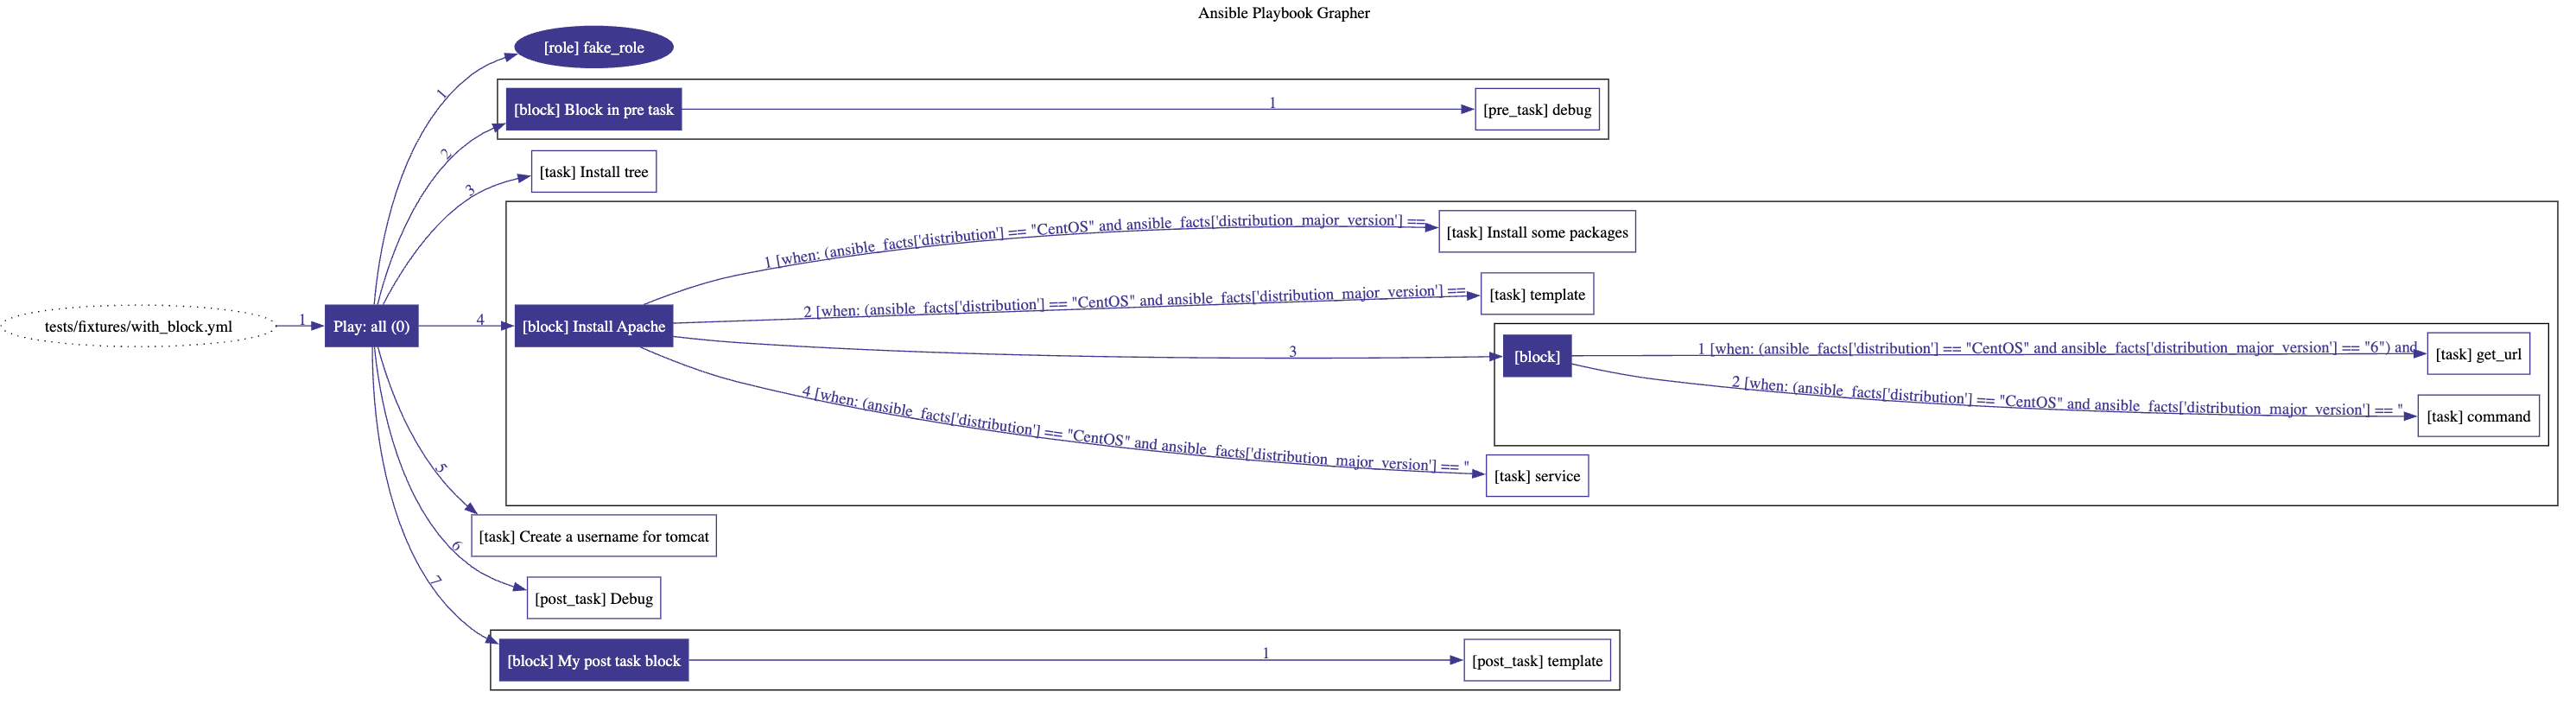 Ansible Playbook Grapher
[role] fake_role
1
[block] Block in pre task
1
[pre_task] debug
2
[task] Install tree
3
1 [when: (ansible_facts['distribution'] == "CentOS" and ansible_facts['distribution_major_version'] ==
[task] Install some packages
2 [when: (ansible_facts['distribution'] == "CentOS" and ansible_facts['distribution_major_version'] ==
[task] template
tests/fixtures/with_block.yml
1
Play: all (0)
4
[block] Install Apache
3
[block]
1 [when: (ansible_facts['distribution'] == "CentOS" and ansible_facts['distribution_major_version'] == "6") and
[task] get_url
2 [when: (ansible_facts['distribution'] == "CentOS" and ansible_facts['distribution_major_version'] == "
[task] command
4 [when: (ansible_facts['distribution'] == "CentOS" and ansible_facts['distribution_major_version'] == "
[task] service
5
[task] Create a username for tomcat
6
[post_task] Debug
7
[block] My post task block
1
[post_task] template